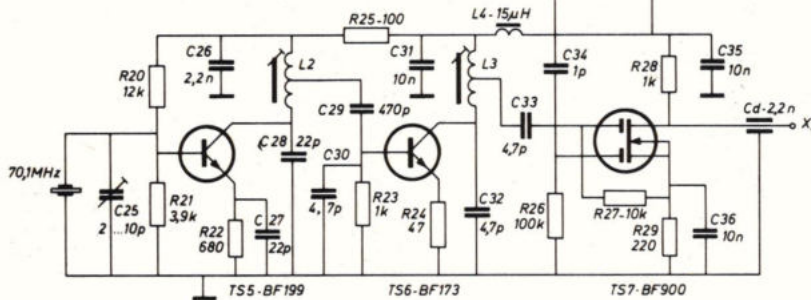 R25-100
L4-15µH
C26
2,2n
L2
C31
10n
L3
C34
1p
R28
1k
C35
10n
R20
12k
C29
470p
C33
4,7p
Cd-2,2n
X
C28
22p
70,1MHz
C25
2...10p
R21
3,9k
R22
680
C27
22p
C30
4,7p
R23
1k
R24
47
C32
4,7p
R26
100k
R27-10k
R29
220
C36
10n
TS5-BF199
TS6-BF173
TS7-BF900